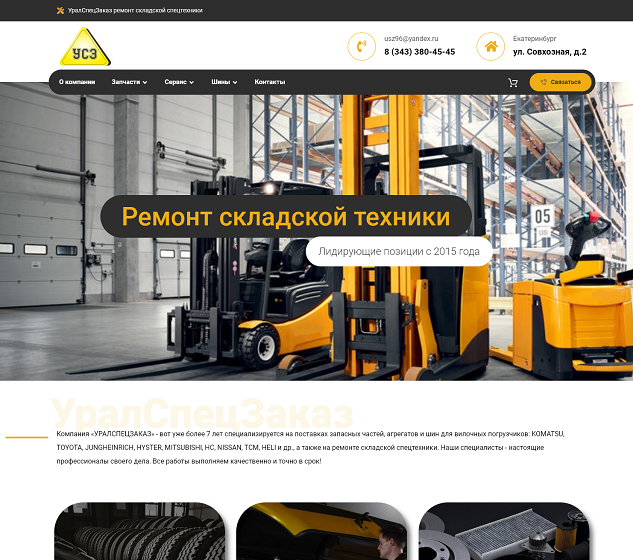 УралСпецЗаказ ремонт складской спецтехники
УСЗ
usz96@yandex.ru
8 (343) 380-45-45
Екатеринбург
ул. Совхозная, д.2
О компании Запчасти Сервис Шины Контакты
Связаться
Ремонт складской техники
Лидирующие позиции с 2015 года
05
УралСпецЗаказ
Компания «УРАЛСПЕЦЗАКАЗ» - вот уже более 7 лет специализируется на поставках запасных частей, агрегатов и шин для вилочных погрузчиков: KOMATSU,
TOYOTA, JUNGHEINRICH, HYSTER, MITSUBISHI, HC, NISSAN, TCM, HELI и др., а также на ремонте складской спецтехники. Наши специалисты - настоящие
профессионалы своего дела. Все работы выполняем качественно и точно в срок!